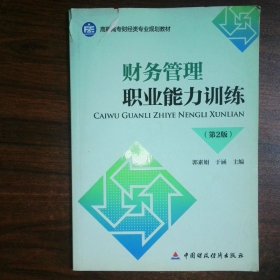 高职高专财经类专业规划教材
财务管理
职业能力训练
CAIWU GUANLI ZHIYE NENGLI XUNLIAN
(第2版)
郭素娟 于涵 主编
中国财政经济出版社